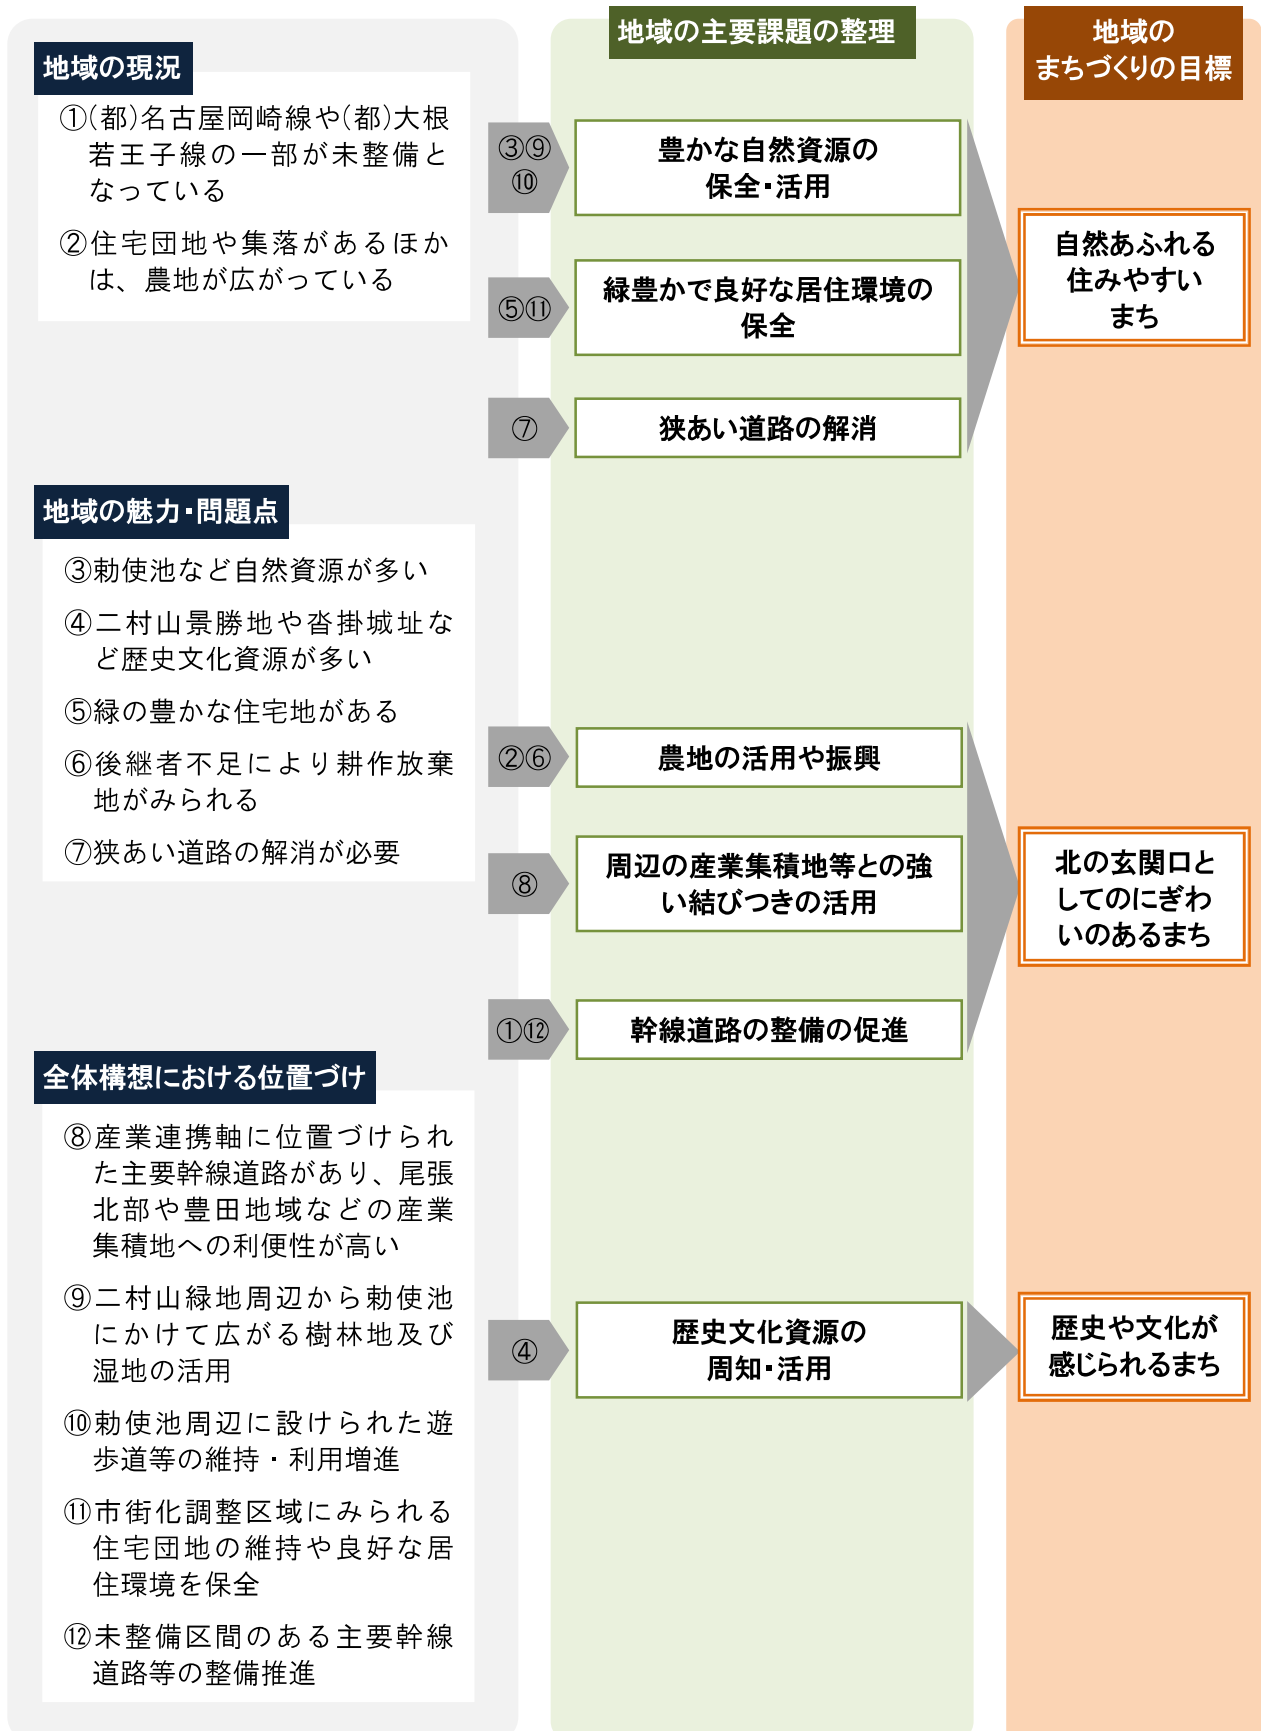 地域の現況
①(都)名古屋岡崎線や(都)大根
若王子線の一部が未整備と
なっている
②住宅団地や集落があるほか
は、農地が広がっている
地域の魅力・問題点
③勅使池など自然資源が多い
④二村山景勝地や沓掛城址な
ど歴史文化資源が多い
⑤緑の豊かな住宅地がある
⑥後継者不足により耕作放棄
地がみられる
⑦狭あい道路の解消が必要
全体構想における位置づけ
⑧産業連携軸に位置づけられ
た主要幹線道路があり、尾張
北部や豊田地域などの産業
集積地への利便性が高い
⑨二村山緑地周辺から勅使池
にかけて広がる樹林地及び
湿地の活用
⑩勅使池周辺に設けられた遊
歩道等の維持・利用増進
⑪市街化調整区域にみられる
住宅団地の維持や良好な居
住環境を保全
⑫未整備区間のある主要幹線
道路等の整備推進
地域の主要課題の整理
③⑨
⑩
豊かな自然資源の
保全・活用
⑤⑪
緑豊かで良好な居住環境の
保全
⑦
狭あい道路の解消
②⑥
農地の活用や振興
⑧
周辺の産業集積地等との強
い結びつきの活用
①⑫
幹線道路の整備の促進
④
歴史文化資源の
周知・活用
地域の
まちづくりの目標
自然あふれる
住みやすい
まち
北の玄関口と
してのにぎわ
いのあるまち
歴史や文化が
感じられるまち